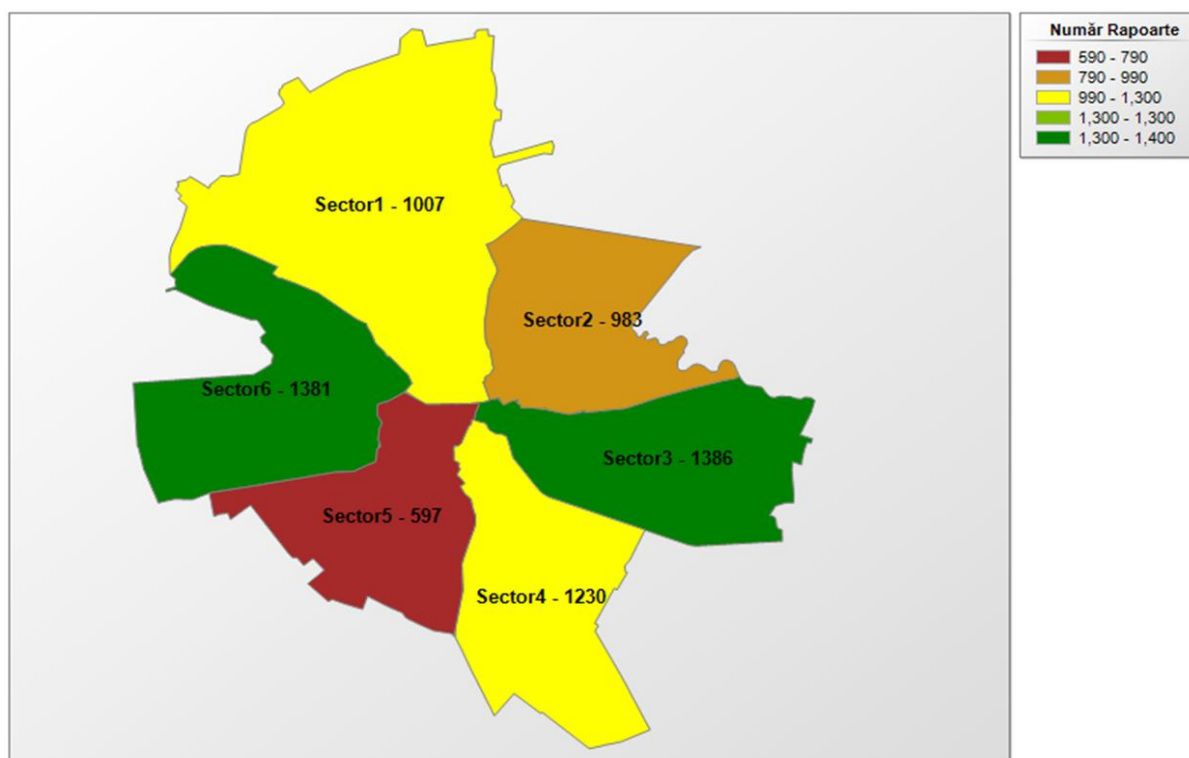 Număr Rapoarte
590 - 790
790 - 990
990 - 1,300
1,300 - 1,300
1,300 - 1,400
Sector1 - 1007
Sector2 - 983
Sector6 - 1381
Sector3 - 1386
Sector5 - 597
Sector4 - 1230